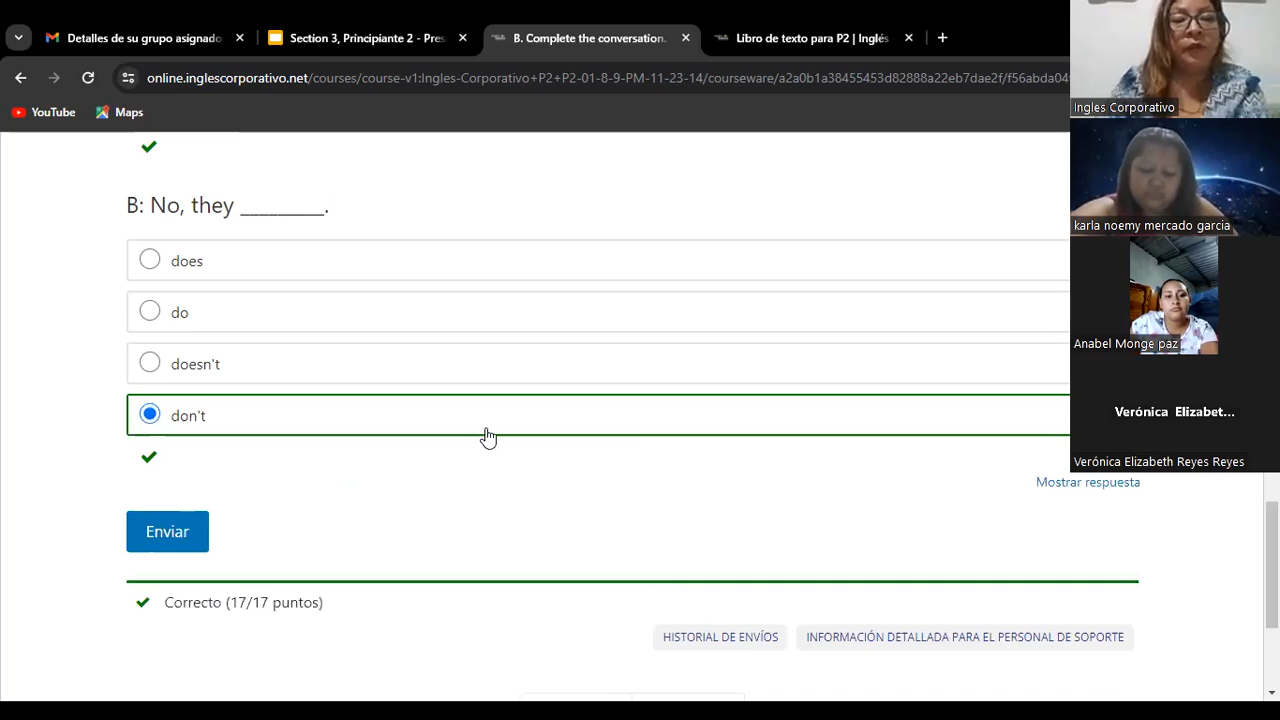 Detalles de su grupo asignado
Section 3, Principiante 2 - Pres
B. Complete the conversation.
Libro de texto para P2 | Inglés
online.inglescorporativo.net/courses/course-v1:Ingles-Corporativo+P2+P2-01-8-9-PM-11-23-14/courseware/a2a0b1a38455453d82888a22eb7dae2f/f56abda04
YouTube
Maps
B: No, they _________.
does
do
doesn't
don't
Mostrar respuesta
Enviar
Correcto (17/17 puntos)
HISTORIAL DE ENVÍOS
INFORMACIÓN DETALLADA PARA EL PERSONAL DE SOPORTE
Ingles Corporativo
karla noemy mercado garcia
Anabel Monge paz
Verónica Elizabet...
Verónica Elizabeth Reyes Reyes